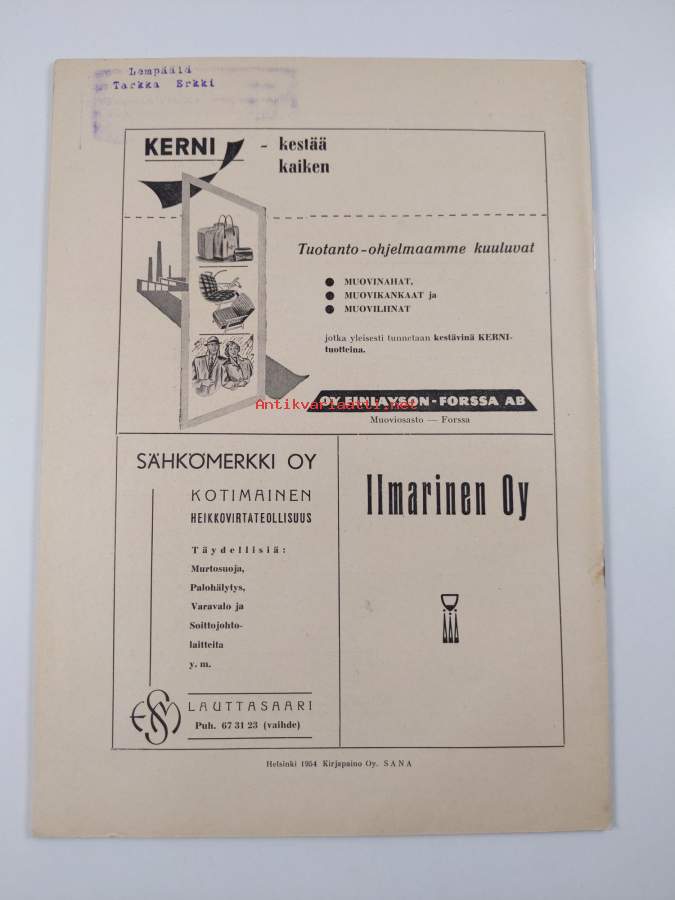 Lempäälä
Tarkka Erkki
KERNI - kestää
kaiken
Tuotanto-ohjelmaamme kuuluvat
● MUOVINAHAT,
● MUOVIKANKAAT ja
● MUOVILIINAT
jotka yleisesti tunnetaan kestävinä KERNI-
tuotteina.
OY FINLAYSON-FORSSA AB
Antikvariaatti.net
Muoviosasto — Forssa
SÄHKÖMERKKI OY
KOTIMAINEN
HEIKKOVIRTATEOLLISUUS
Täydellisiä:
Murtosuoja,
Palohälytys,
Varavalo ja
Soittojohto-
laitteita
y. m.
LAUTTASAARI
Puh. 67 31 23 (vaihde)
Ilmarinen Oy
Helsinki 1954 Kirjapaino Oy. SANA